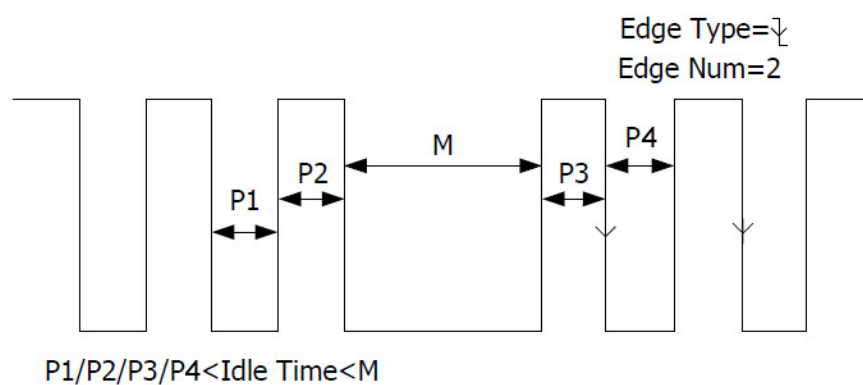 Edge Type=
Edge Num=2
M
P4
P2
P3
P1
P1/P2/P3/P4<Idle Time<M